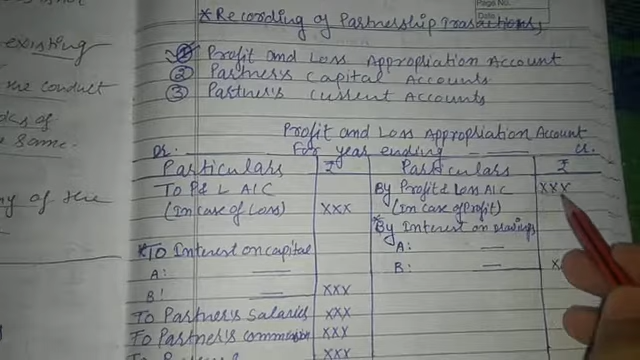 existing
the conduct
same.
of the
Page No.
Date
*Recording of Partnership Transactions
① Profit and Loss Appropriation Account
② Partner's Capital Accounts
③ Partner's Current Accounts
Profit and Loss Appropriation Account
Dr. For year ending Cr.
Particulars ₹ Particulars ₹
To P&L A/C By Profit & Loss A/C XXX
(In case of Loss) XXX (In case of Profit)
*By Interest on Drawings
*To Interest on capital A: —
A: — B: — X
B: — XXX
To Partner's Salaries XXX
To Partner's commission XXX
XXX